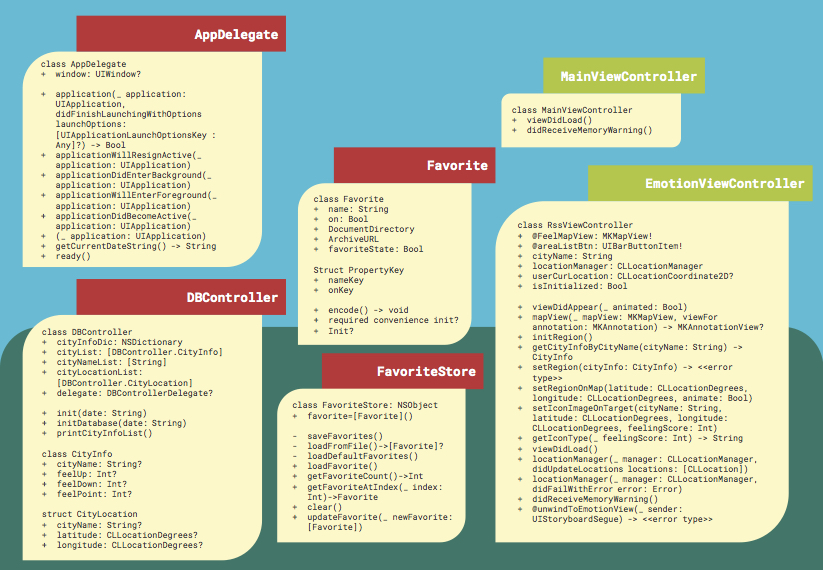 AppDelegate
class AppDelegate
+ window: UIWindow?
+ application(_ application:
UIApplication,
didFinishLaunchingWithOptions
launchOptions:
[UIApplicationLaunchOptionsKey :
Any]?) -> Bool
+ applicationWillResignActive(_
application: UIApplication)
+ applicationDidEnterBackground(_
application: UIApplication)
+ applicationWillEnterForeground(_
application: UIApplication)
+ applicationDidBecomeActive(_
application: UIApplication)
+ (_ application: UIApplication)
+ getCurrentDateString() -> String
+ ready()
DBController
class DBController
+ cityInfoDic: NSDictionary
+ cityList: [DBController.CityInfo]
+ cityNameList: [String]
+ cityLocationList:
[DBController.CityLocation]
+ delegate: DBControllerDelegate?
+ init(date: String)
+ initDatabase(date: String)
+ printCityInfoList()
class CityInfo
+ cityName: String?
+ feelUp: Int?
+ feelDown: Int?
+ feelPoint: Int?
struct CityLocation
+ cityName: String?
+ latitude: CLLocationDegrees?
+ longitude: CLLocationDegrees?
Favorite
class Favorite
+ name: String
+ on: Bool
+ DocumentDirectory
+ ArchiveURL
+ favoriteState: Bool
Struct PropertyKey
+ nameKey
+ onKey
+ encode() -> void
+ required convenience init?
+ Init?
FavoriteStore
class FavoriteStore: NSObject
+ favorite=[Favorite]()
- saveFavorites()
- loadFromFile()->[Favorite]?
- loadDefaultFavorites()
+ loadFavorite()
+ getFavoriteCount()->Int
+ getFavoriteAtIndex(_ index:
Int)->Favorite
+ clear()
+ updateFavorite(_ newFavorite:
[Favorite])
MainViewController
class MainViewController
+ viewDidLoad()
+ didReceiveMemoryWarning()
EmotionViewController
class RssViewController
+ @FeelMapView: MKMapView!
+ @areaListBtn: UIBarButtonItem!
+ cityName: String
+ locationManager: CLLocationManager
+ userCurLocation: CLLocationCoordinate2D?
+ isInitialized: Bool
+ viewDidAppear(_ animated: Bool)
+ mapView(_ mapView: MKMapView, viewFor
annotation: MKAnnotation) -> MKAnnotationView?
+ initRegion()
+ getCityInfoByCityName(cityName: String) ->
CityInfo
+ setRegion(cityInfo: CityInfo) -> <<error
type>>
+ setRegionOnMap(latitude: CLLocationDegrees,
longitude: CLLocationDegrees, animate: Bool)
+ setIconImageOnTarget(cityName: String,
latitude: CLLocationDegrees, longitude:
CLLocationDegrees, feelingScore: Int)
+ getIconType(_ feelingScore: Int) -> String
+ viewDidLoad()
+ locationManager(_ manager: CLLocationManager,
didUpdateLocations locations: [CLLocation])
+ locationManager(_ manager: CLLocationManager,
didFailWithError error: Error)
+ didReceiveMemoryWarning()
+ @unwindToEmotionView(_ sender:
UIStoryboardSegue) -> <<error type>>